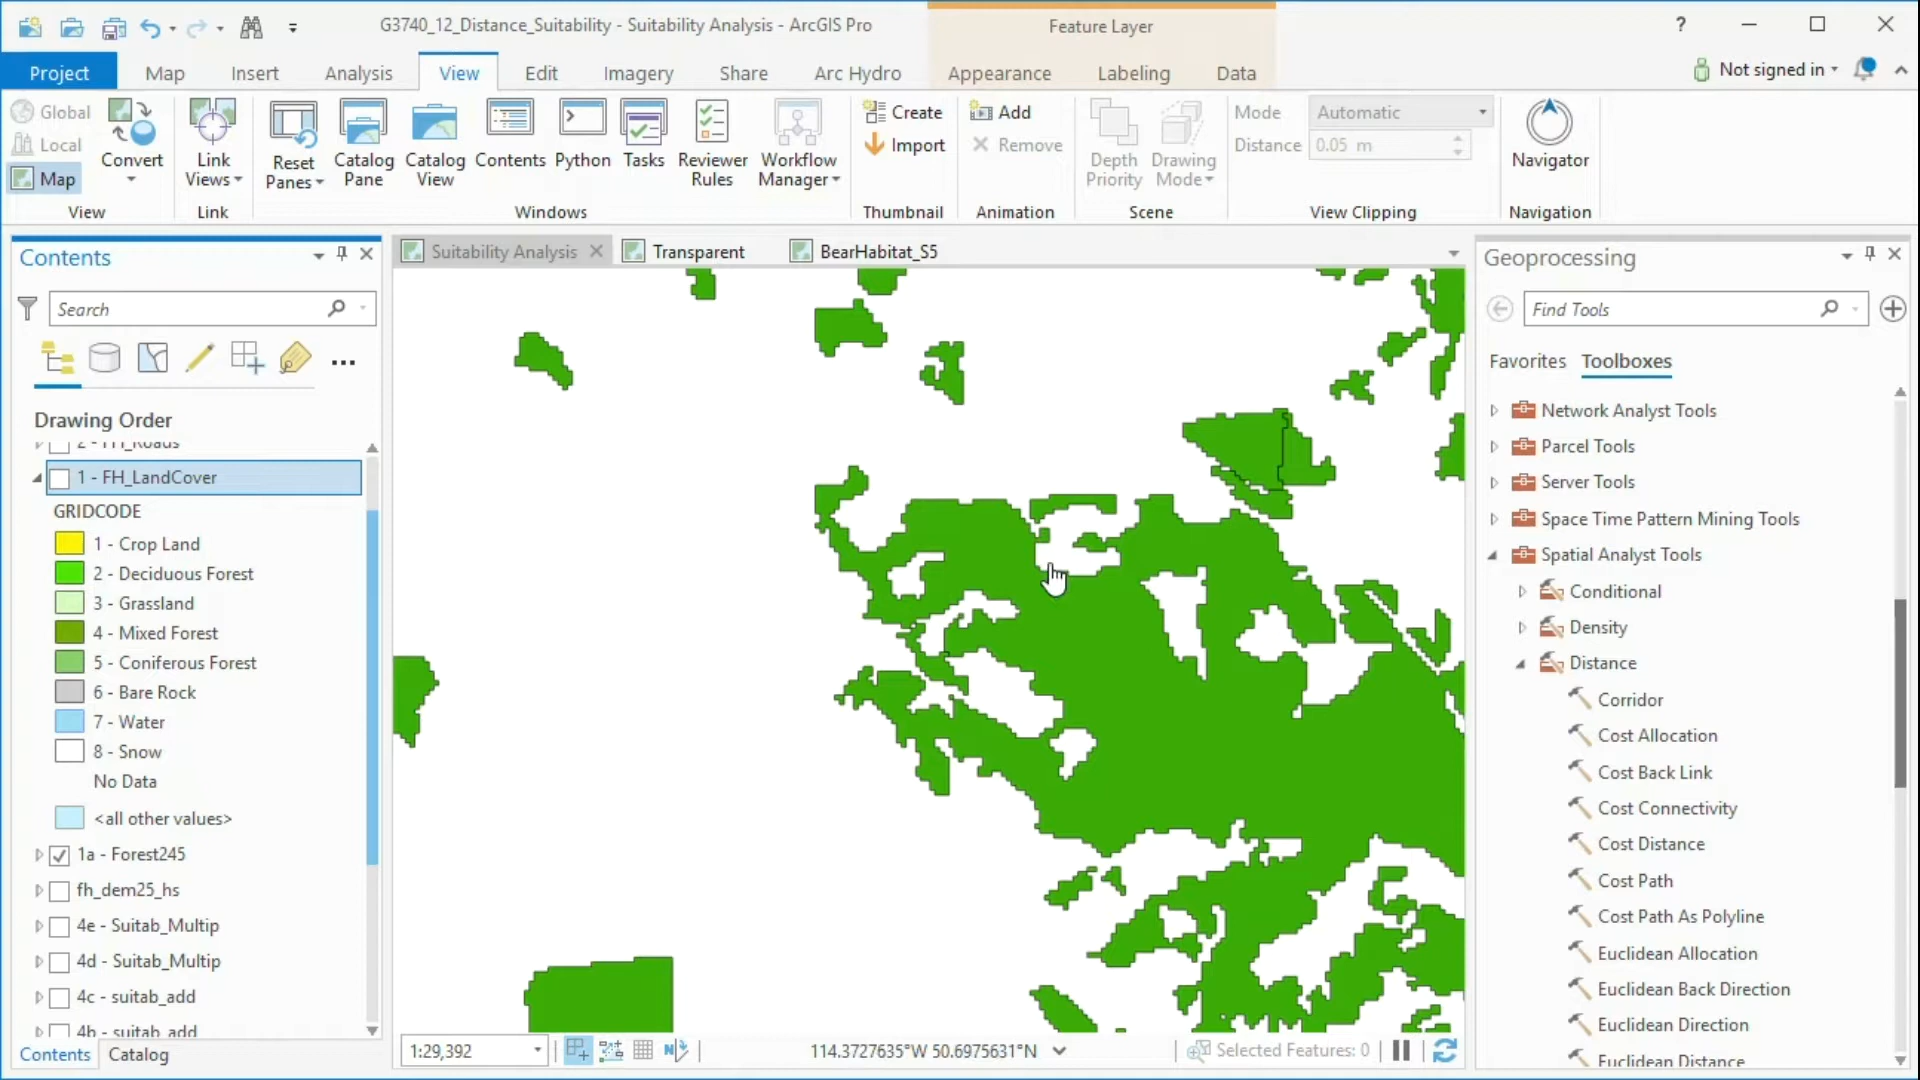 G3740_12_Distance_Suitability - Suitability Analysis - ArcGIS Pro
Feature Layer
?
Project Map Insert Analysis View Edit Imagery Share Arc Hydro Appearance Labeling Data
Not signed in
Global
Local
Map
Convert
View
Link Views
Link
Reset Panes
Catalog Pane
Catalog View
Contents
Python
Tasks
Reviewer Rules
Workflow Manager
Windows
Create
Import
Thumbnail
Add
Remove
Animation
Depth Priority
Drawing Mode
Scene
Mode Automatic
Distance 0.05 m
View Clipping
Navigator
Navigation
Contents
Search
Drawing Order
2 - FH_Roads
1 - FH_LandCover
GRIDCODE
1 - Crop Land
2 - Deciduous Forest
3 - Grassland
4 - Mixed Forest
5 - Coniferous Forest
6 - Bare Rock
7 - Water
8 - Snow
No Data
<all other values>
1a - Forest245
fh_dem25_hs
4e - Suitab_Multip
4d - Suitab_Multip
4c - suitab_add
4b - suitab_add
Contents Catalog
Suitability Analysis Transparent BearHabitat_S5
1:29,392
114.3727635°W 50.6975631°N
Selected Features: 0
Geoprocessing
Find Tools
Favorites Toolboxes
Network Analyst Tools
Parcel Tools
Server Tools
Space Time Pattern Mining Tools
Spatial Analyst Tools
Conditional
Density
Distance
Corridor
Cost Allocation
Cost Back Link
Cost Connectivity
Cost Distance
Cost Path
Cost Path As Polyline
Euclidean Allocation
Euclidean Back Direction
Euclidean Direction
Euclidean Distance